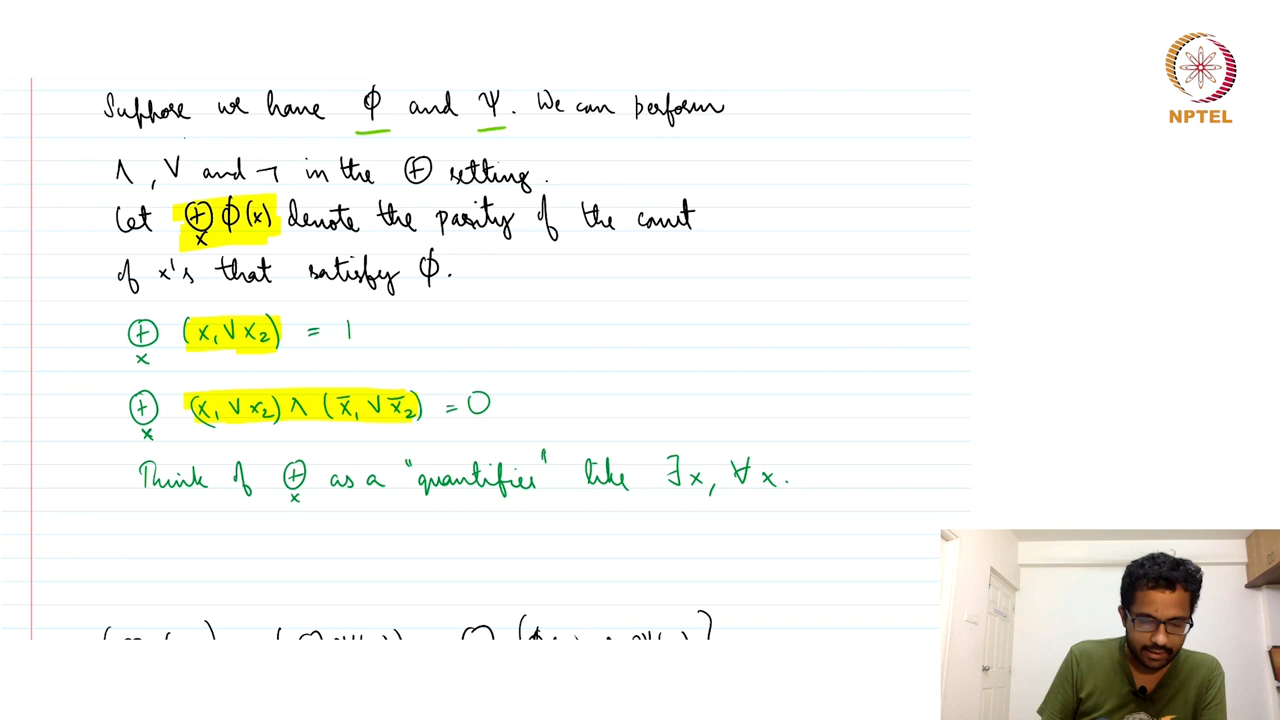 NPTEL
Suppose we have ϕ and Ψ. We can perform
∧, ∨ and ¬ in the ⊕ setting.
Let ⊕ₓ ϕ(x) denote the parity of the count
of x's that satisfy ϕ.
⊕ₓ (x₁ ∨ x₂) = 1
⊕ₓ (x₁ ∨ x₂) ∧ (x̄₁ ∨ x̄₂) = 0
Think of ⊕ₓ as a "quantifier" like ∃x, ∀x.